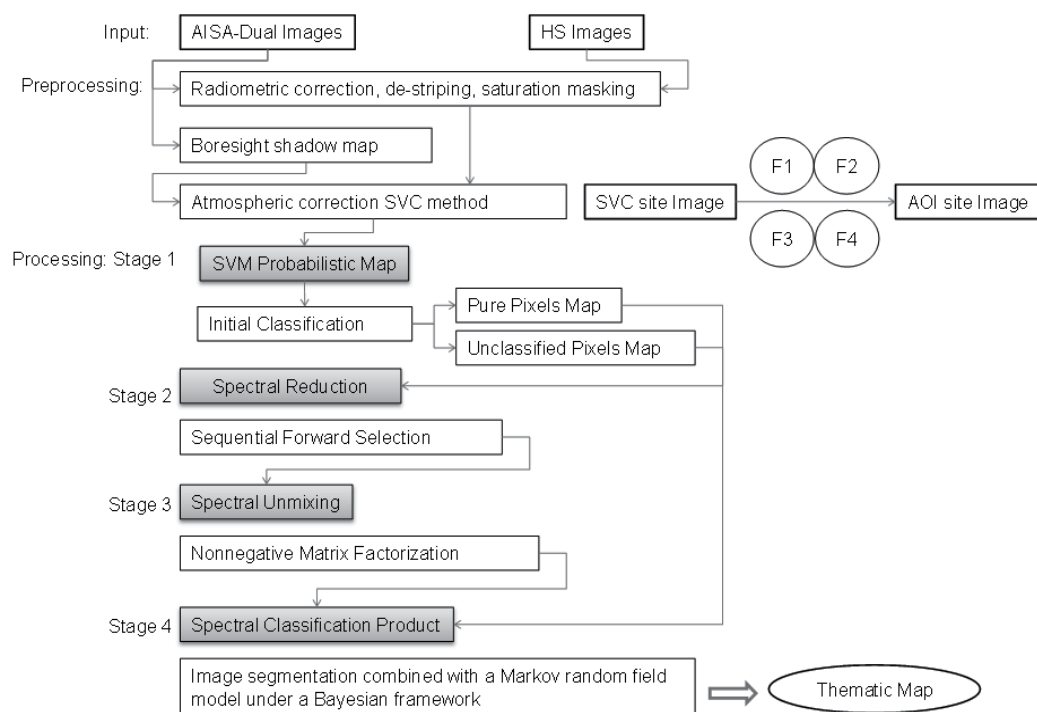 Input:
AISA-Dual Images
HS Images
Preprocessing:
Radiometric correction, de-striping, saturation masking
Boresight shadow map
F1
F2
Atmospheric correction SVC method
SVC site Image
AOI site Image
F3
F4
Processing: Stage 1
SVM Probabilistic Map
Initial Classification
Pure Pixels Map
Unclassified Pixels Map
Stage 2
Spectral Reduction
Sequential Forward Selection
Stage 3
Spectral Unmixing
Nonnegative Matrix Factorization
Stage 4
Spectral Classification Product
Image segmentation combined with a Markov random field
model under a Bayesian framework
Thematic Map